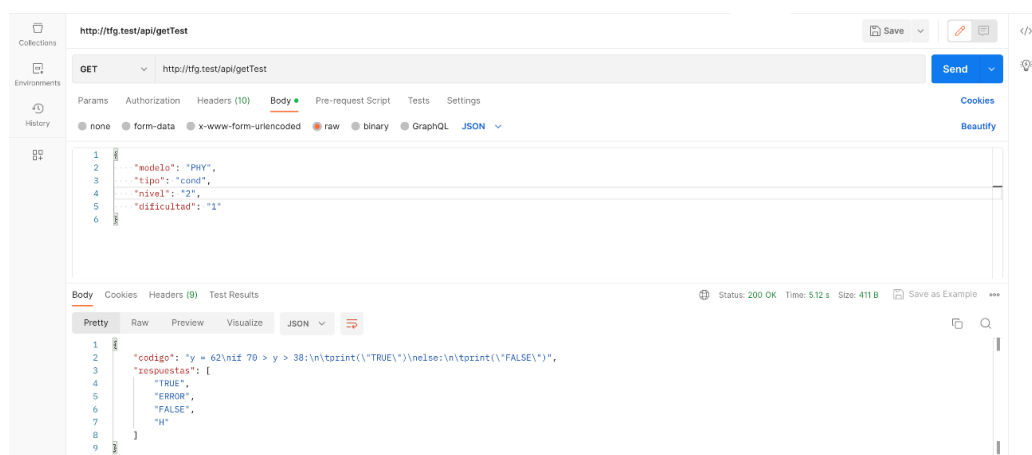 http://tfg.test/api/getTest
Save
Collections
GET
http://tfg.test/api/getTest
Send
Environments
Params Authorization Headers (10) Body Pre-request Script Tests Settings
Cookies
History
none form-data x-www-form-urlencoded raw binary GraphQL JSON
Beautify
1 {
2 "modelo": "PHY",
3 "tipo": "cond",
4 "nivel": "2",
5 "dificultad": "1"
6 }
Body Cookies Headers (9) Test Results
Status: 200 OK Time: 5.12 s Size: 411 B Save as Example
Pretty Raw Preview Visualize JSON
1 {
2 "codigo": "y = 62\nif 70 > y > 38:\n\tprint(\"TRUE\")\nelse:\n\tprint(\"FALSE\")",
3 "respuestas": [
4 "TRUE",
5 "ERROR",
6 "FALSE",
7 "H"
8 ]
9 }